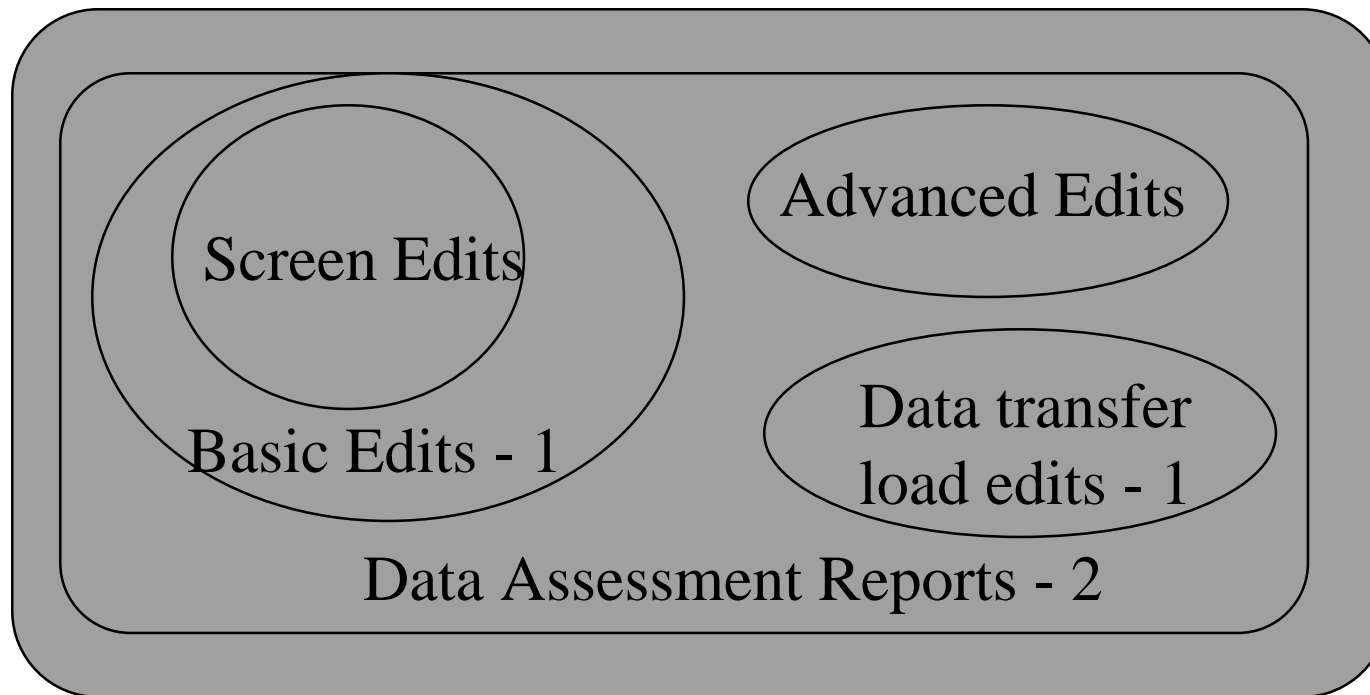 Screen Edits
Basic Edits - 1
Advanced Edits
Data transfer
load edits - 1
Data Assessment Reports - 2